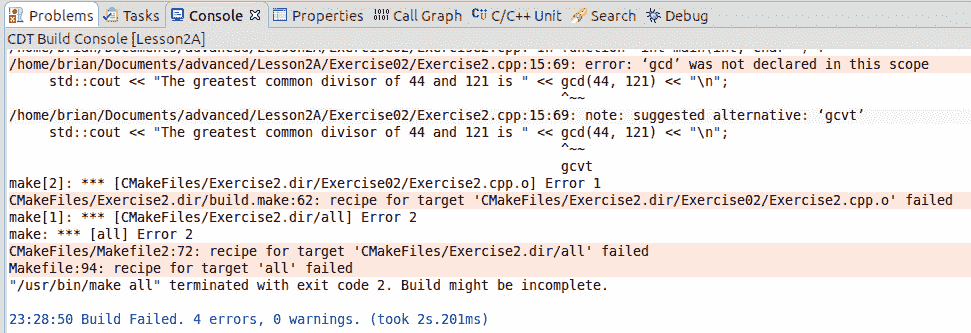 Problems Tasks Console Properties Call Graph C/C++ Unit Search Debug
CDT Build Console [Lesson2A]
/home/brian/Documents/advanced/Lesson2A/Exercise02/Exercise2.cpp: In function 'int main(int, char**)':
/home/brian/Documents/advanced/Lesson2A/Exercise02/Exercise2.cpp:15:69: error: ‘gcd’ was not declared in this scope
std::cout << "The greatest common divisor of 44 and 121 is " << gcd(44, 121) << "\n";
^~~
/home/brian/Documents/advanced/Lesson2A/Exercise02/Exercise2.cpp:15:69: note: suggested alternative: ‘gcvt’
std::cout << "The greatest common divisor of 44 and 121 is " << gcd(44, 121) << "\n";
^~~
gcvt
make[2]: *** [CMakeFiles/Exercise2.dir/Exercise02/Exercise2.cpp.o] Error 1
CMakeFiles/Exercise2.dir/build.make:62: recipe for target 'CMakeFiles/Exercise2.dir/Exercise02/Exercise2.cpp.o' failed
make[1]: *** [CMakeFiles/Exercise2.dir/all] Error 2
make: *** [all] Error 2
CMakeFiles/Makefile2:72: recipe for target 'CMakeFiles/Exercise2.dir/all' failed
Makefile:94: recipe for target 'all' failed
"/usr/bin/make all" terminated with exit code 2. Build might be incomplete.
23:28:50 Build Failed. 4 errors, 0 warnings. (took 2s.201ms)